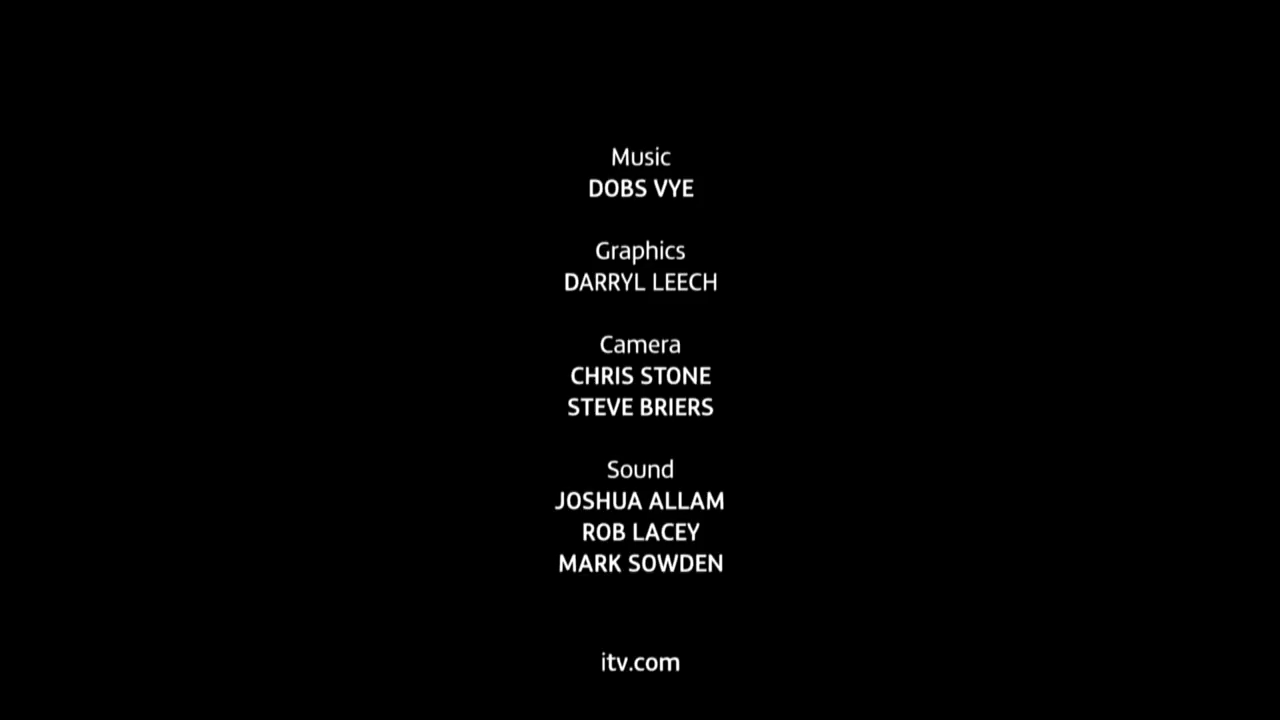 Music
DOBS VYE
Graphics
DARRYL LEECH
Camera
CHRIS STONE
STEVE BRIERS
Sound
JOSHUA ALLAM
ROB LACEY
MARK SOWDEN
itv.com